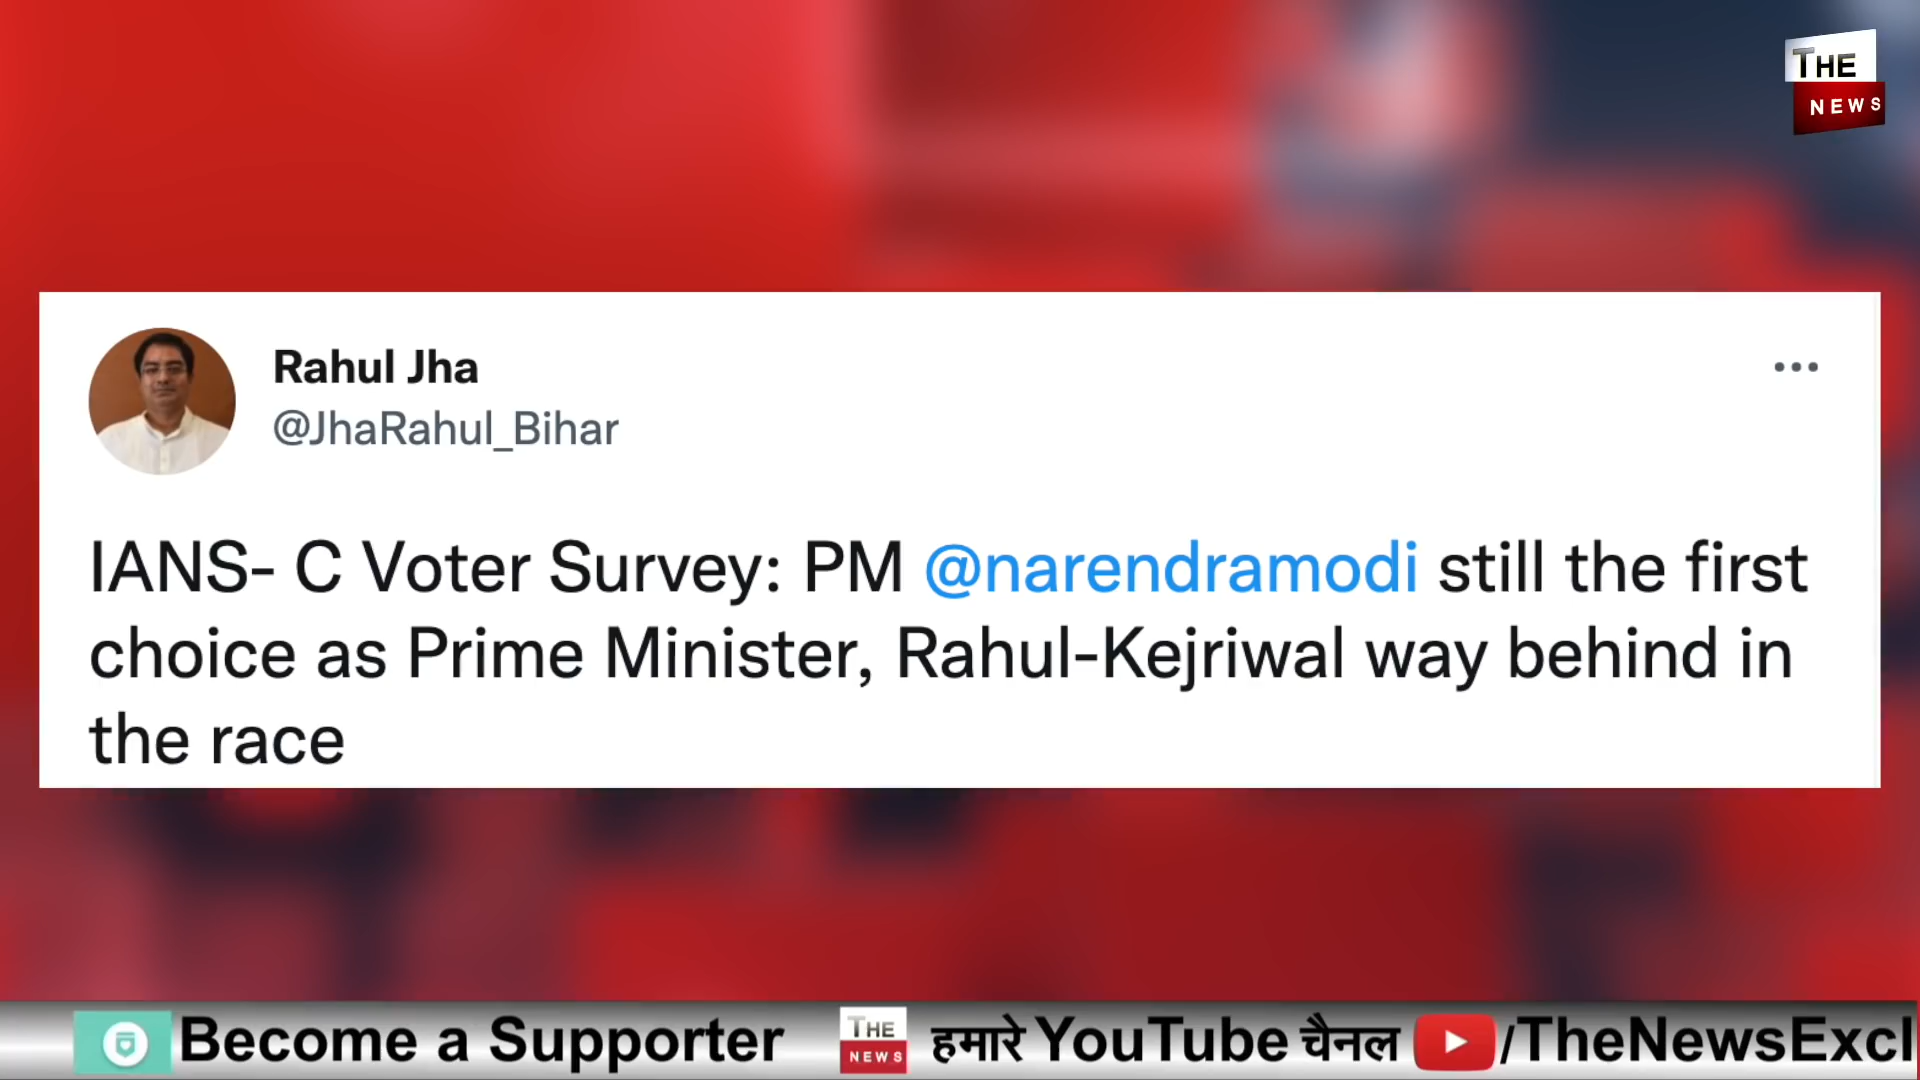 THE
NEWS
Rahul Jha
@JhaRahul_Bihar
IANS- C Voter Survey: PM @narendramodi still the first
choice as Prime Minister, Rahul-Kejriwal way behind in
the race
Become a Supporter THE NEWS हमारे YouTube चैनल /TheNewsExcl